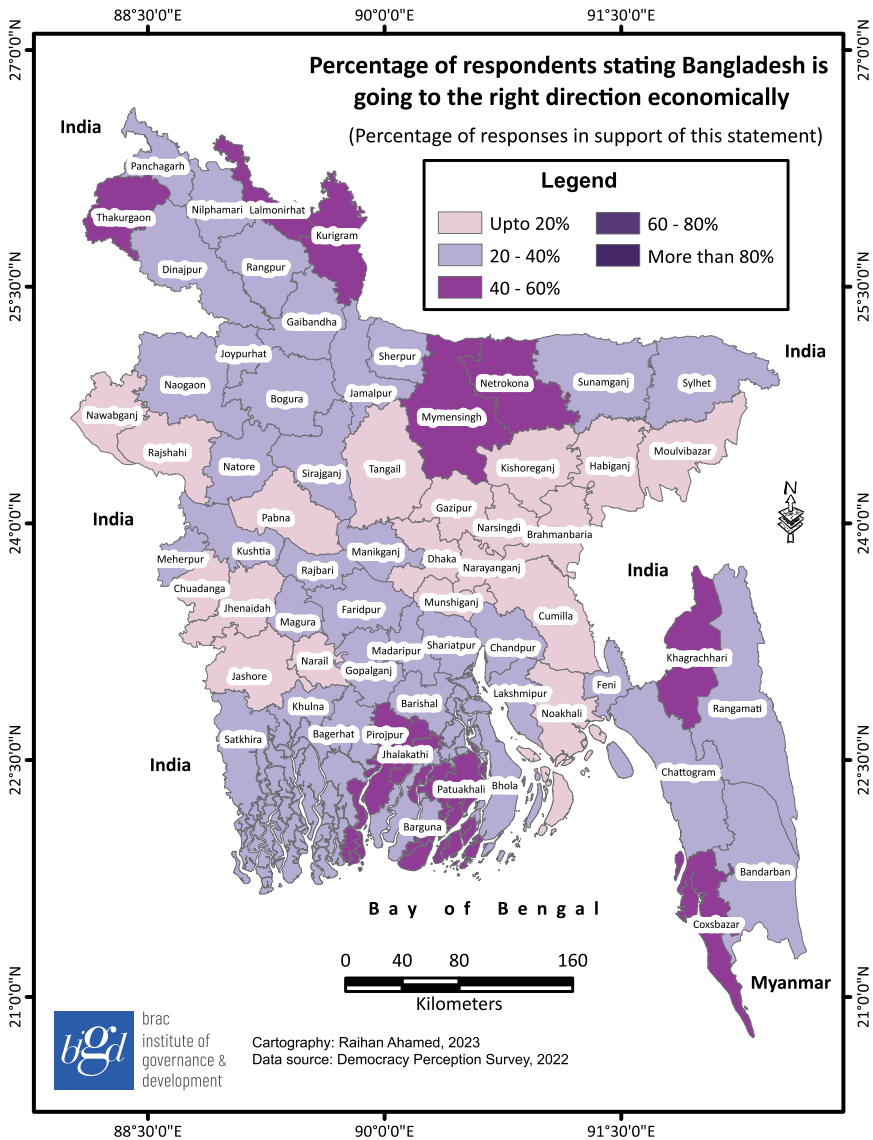 88°30'0"E 90°00'0"E 91°30'0"E
27°0'0"N 27°0'0"N
Percentage of respondents stating Bangladesh is
going to the right direction economically
(Percentage of responses in support of this statement)
Legend
Upto 20%
20 - 40%
40 - 60%
60 - 80%
More than 80%
India
Panchagarh
Thakurgaon
Nilphamari
Lalmonirhat
Kurigram
Dinajpur
Rangpur
25°30'0"N 25°30'0"N
Gaibandha
Joypurhat
Sherpur
India
Naogaon
Bogura
Jamalpur
Netrokona
Sunamganj
Sylhet
Nawabganj
Mymensingh
Rajshahi
Natore
Sirajganj
Tangail
Kishoreganj
Habiganj
Moulvibazar
N
Pabna
Gazipur
India
24°0'0"N 24°0'0"N
Narsingdi
Brahmanbaria
Meherpur
Kushtia
Rajbari
Manikganj
Dhaka
Narayanganj
India
Chuadanga
Jhenaidah
Magura
Faridpur
Munshiganj
Cumilla
Jashore
Narail
Gopalganj
Madaripur
Shariatpur
Chandpur
Khagrachhari
Khulna
Barishal
Lakshmipur
Feni
Noakhali
Rangamati
Satkhira
Bagerhat
Pirojpur
Jhalakathi
India
22°30'0"N 22°30'0"N
Patuakhali
Bhola
Chattogram
Barguna
Bandarban
Bay of Bengal
Coxsbazar
0 40 80 160
Kilometers
Myanmar
21°0'0"N 21°0'0"N
bigd
brac
institute of
governance &
development
Cartography: Raihan Ahamed, 2023
Data source: Democracy Perception Survey, 2022
88°30'0"E 90°00'0"E 91°30'0"E